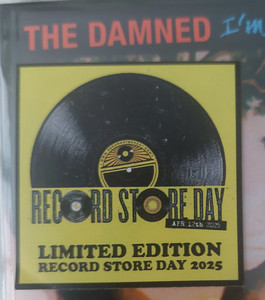 THE DAMNED I'm
RECORD STORE DAY
APR 12th 2025
LIMITED EDITION
RECORD STORE DAY 2025